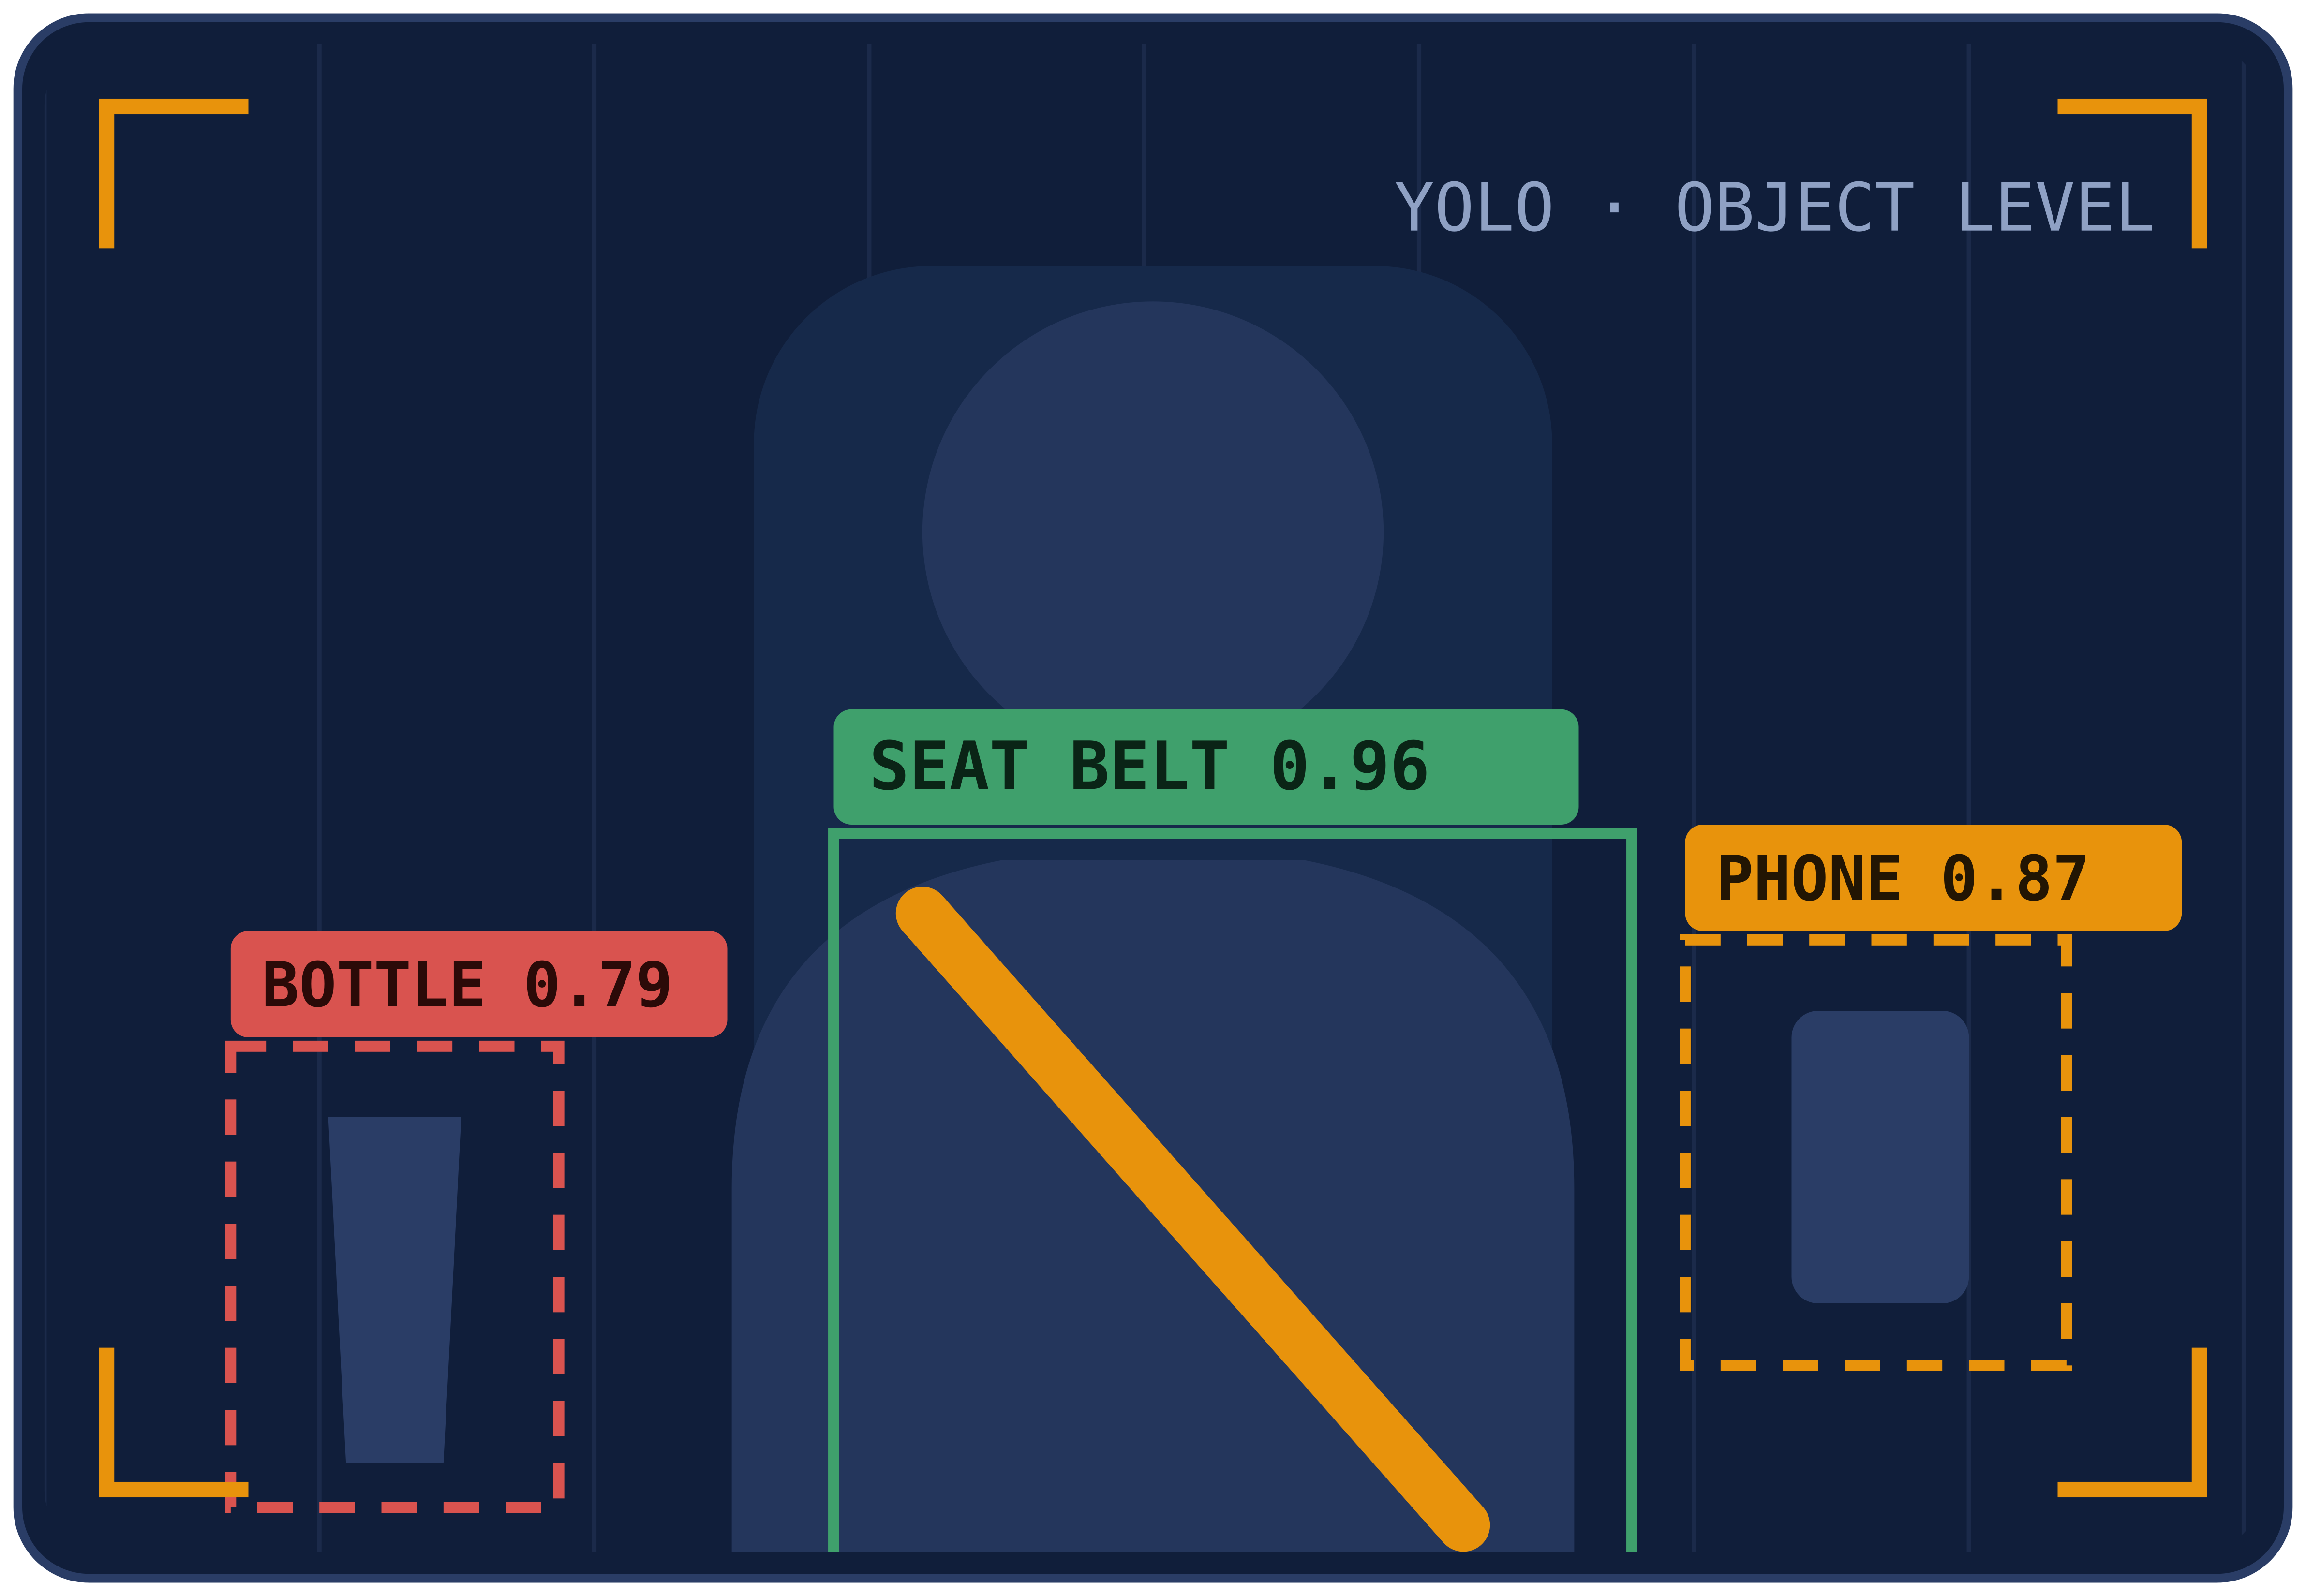 YOLO · OBJECT LEVEL
SEAT BELT 0.96
PHONE 0.87
BOTTLE 0.79